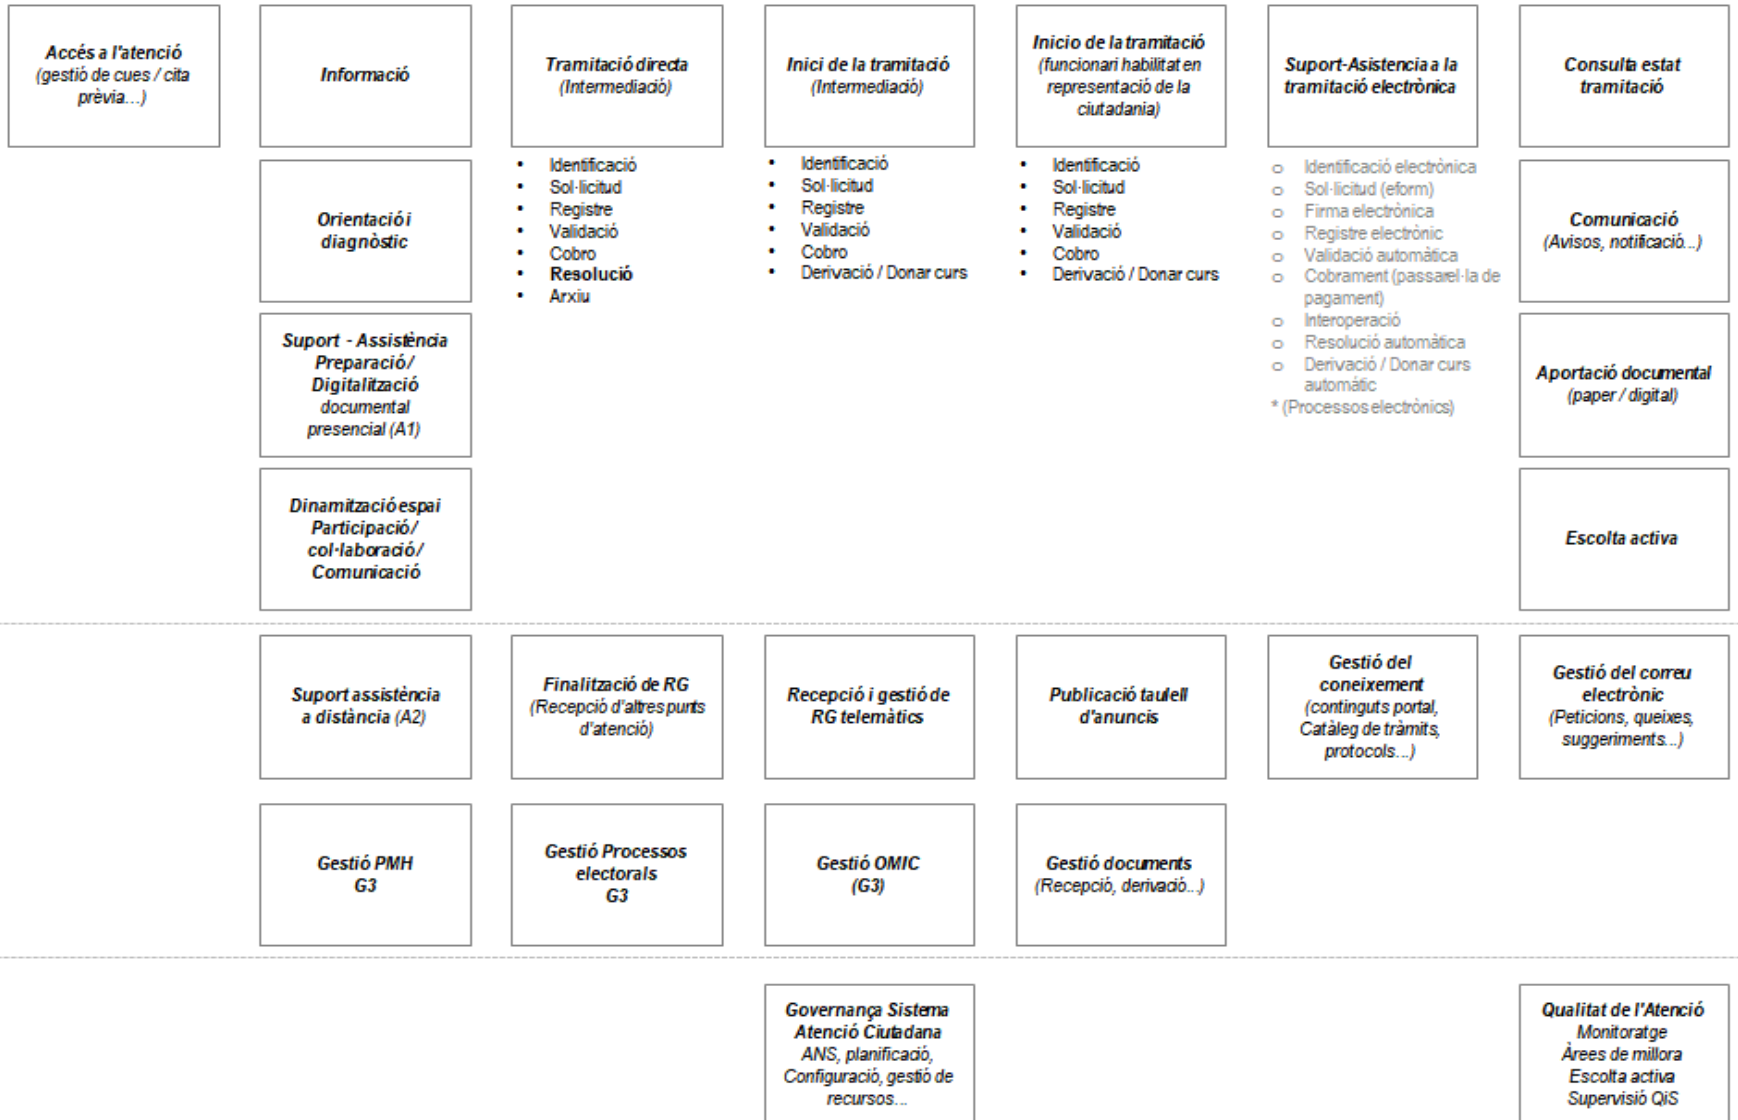 Accés a l'atenció
(gestió de cues / cita
prèvia...)
Informació
Tramitació directa
(Intermediació)
Inici de la tramitació
(Intermediació)
Inicio de la tramitació
(funcionari habilitat en
representació de la
ciutadania)
Suport-Asistencia a la
tramitació electrònica
Consulta estat
tramitació
Orientació i
diagnòstic
Suport - Assistència
Preparació /
Digitalització
documental
presencial (A1)
Dinamització espai
Participació /
col·laboració /
Comunicació
• Identificació
• Sol·licitud
• Registre
• Validació
• Cobro
• Resolució
• Arxiu
• Identificació
• Sol·licitud
• Registre
• Validació
• Cobro
• Derivació / Donar curs
• Identificació
• Sol·licitud
• Registre
• Validació
• Cobro
• Derivació / Donar curs
o Identificació electrònica
o Sol·licitud (eform)
o Firma electrònica
o Registre electrònic
o Validació automàtica
o Cobrament (passarel·la de
pagament)
o Interoperació
o Resolució automàtica
o Derivació / Donar curs
automàtic
* (Processos electrònics)
Comunicació
(Avisos, notificació...)
Aportació documental
(paper / digital)
Escolta activa
Suport assistència
a distància (A2)
Finalització de RG
(Recepció d'altres punts
d'atenció)
Recepció i gestió de
RG telemàtics
Publicació taulell
d'anuncis
Gestió del
coneixement
(continguts portal,
Catàleg de tràmits,
protocols...)
Gestió del correu
electrònic
(Peticions, queixes,
suggeriments...)
Gestió PMH
G3
Gestió Processos
electorals
G3
Gestió OMIC
(G3)
Gestió documents
(Recepció, derivació...)
Governança Sistema
Atenció Ciutadana
ANS, planificació,
Configuració, gestió de
recursos...
Qualitat de l'Atenció
Monitoratge
Àrees de millora
Escolta activa
Supervisió QiS